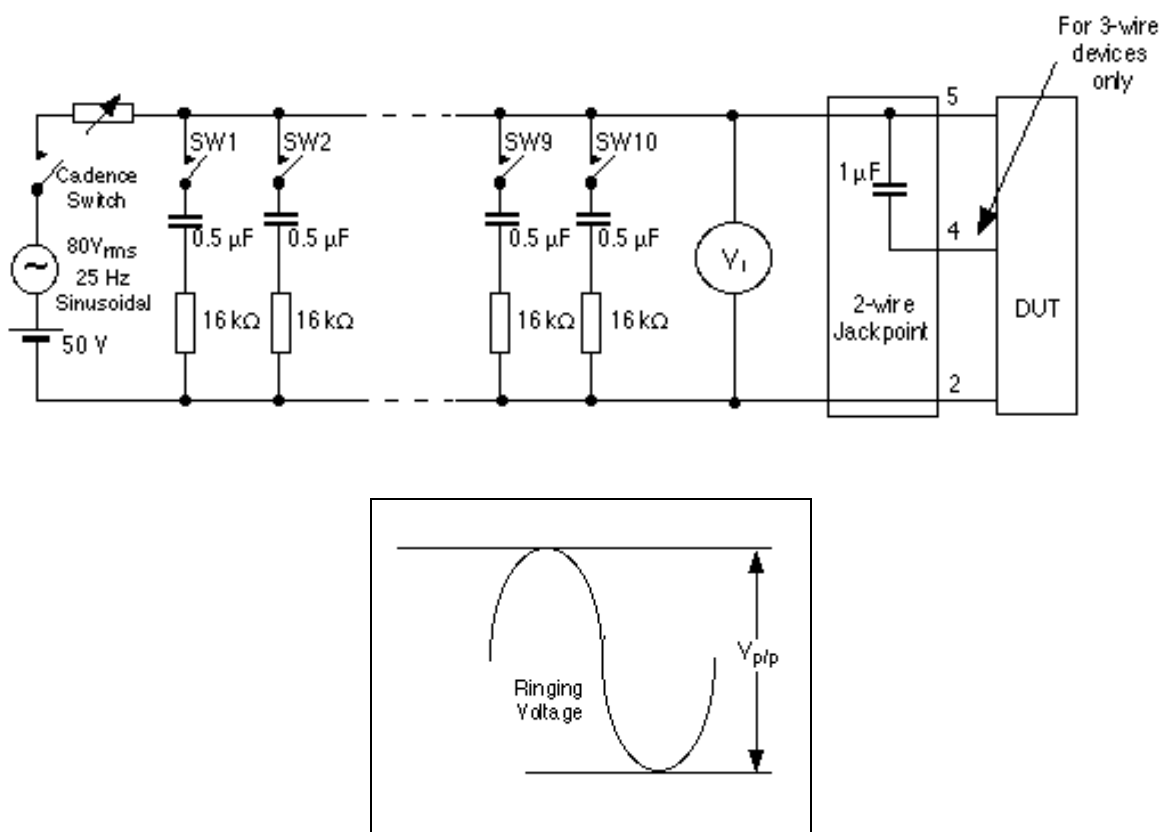 For 3-wire
devices
only
5
SW1
SW2
SW9
SW10
Cadence
Switch
1 µF
4
0.5 µF
0.5 µF
0.5 µF
0.5 µF
80Vrms
25 Hz
Sinusoidal
~
V1
16 kΩ
16 kΩ
16 kΩ
16 kΩ
2-wire
Jackpoint
DUT
50 V
2
Vp/p
Ringing
Voltage